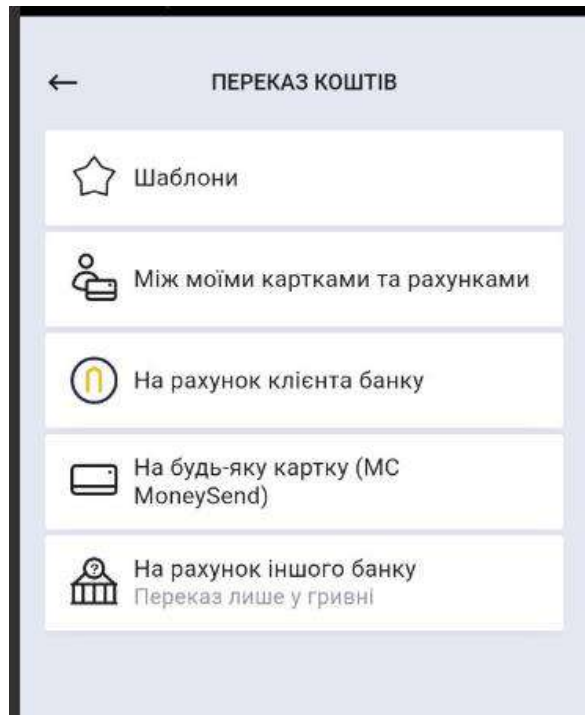 ПЕРЕКАЗ КОШТІВ
Шаблони
Між моїми картками та рахунками
На рахунок клієнта банку
На будь-яку картку (МС
MoneySend)
На рахунок іншого банку
Переказ лише у гривні